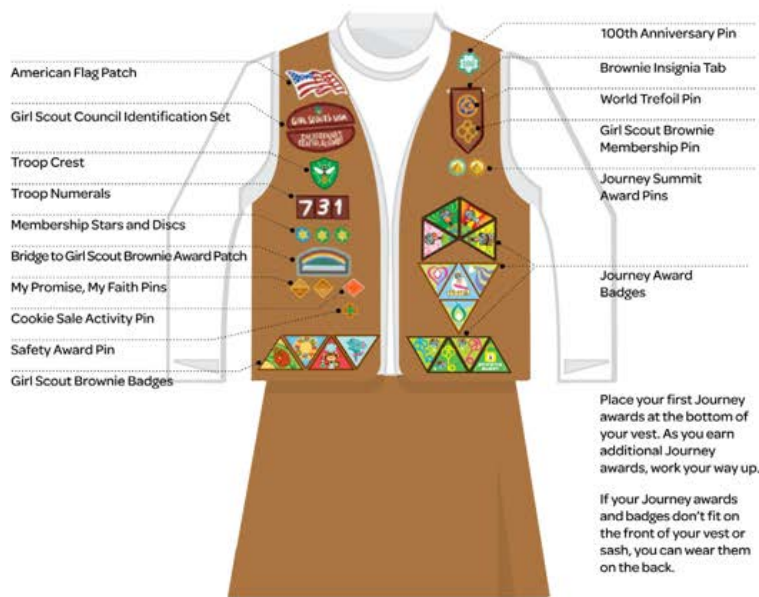 American Flag Patch
Girl Scout Council Identification Set
Troop Crest
Troop Numerals
Membership Stars and Discs
Bridge to Girl Scout Brownie Award Patch
My Promise, My Faith Pins
Cookie Sale Activity Pin
Safety Award Pin
Girl Scout Brownie Badges
GIRL SCOUTS USA
731
100th Anniversary Pin
Brownie Insignia Tab
World Trefoil Pin
Girl Scout Brownie
Membership Pin
Journey Summit
Award Pins
Journey Award
Badges
Place your first Journey
awards at the bottom of
your vest. As you earn
additional Journey
awards, work your way up.
If your Journey awards
and badges don't fit on
the front of your vest or
sash, you can wear them
on the back.